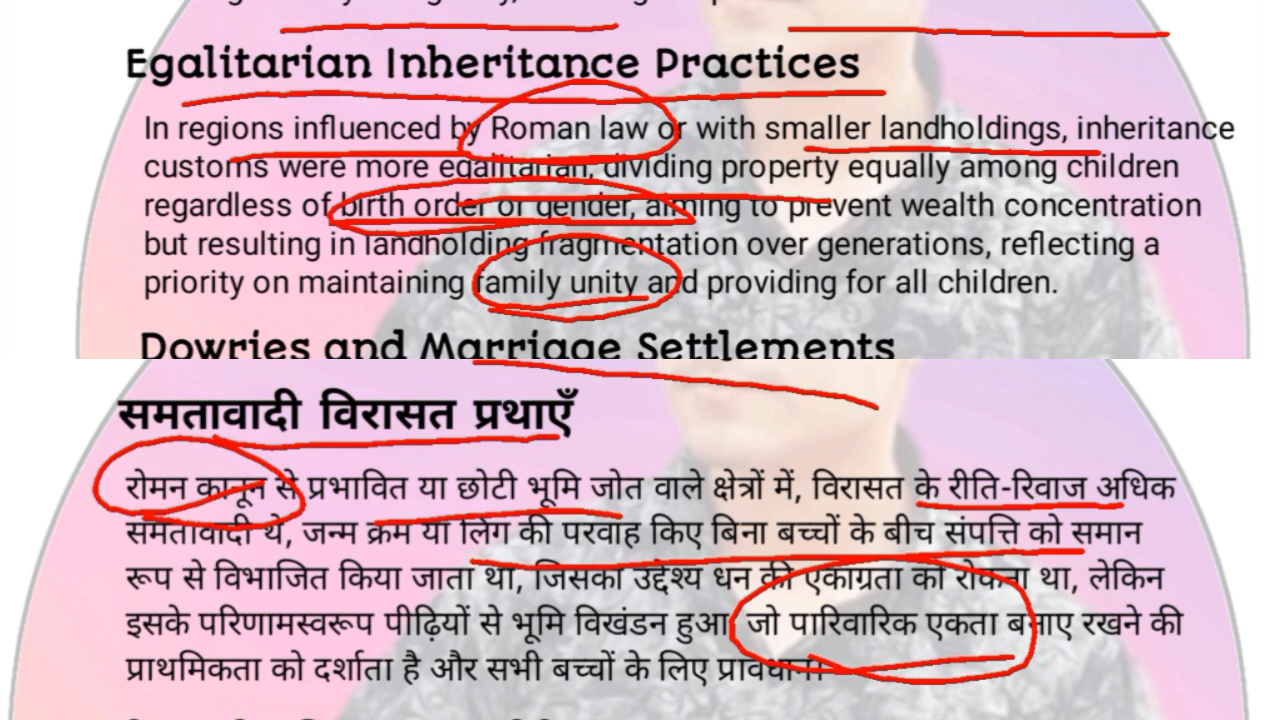 Egalitarian Inheritance Practices
In regions influenced by Roman law or with smaller landholdings, inheritance
customs were more egalitarian, dividing property equally among children
regardless of birth order or gender, aiming to prevent wealth concentration
but resulting in landholding fragmentation over generations, reflecting a
priority on maintaining family unity and providing for all children.
Dowries and Marriage Settlements
समतावादी विरासत प्रथाएँ
रोमन कानून से प्रभावित या छोटी भूमि जोत वाले क्षेत्रों में, विरासत के रीति-रिवाज अधिक
समतावादी थे, जन्म क्रम या लिंग की परवाह किए बिना बच्चों के बीच संपत्ति को समान
रूप से विभाजित किया जाता था, जिसका उद्देश्य धन की एकाग्रता को रोकना था, लेकिन
इसके परिणामस्वरूप पीढ़ियों से भूमि विखंडन हुआ, जो पारिवारिक एकता बनाए रखने की
प्राथमिकता को दर्शाता है और सभी बच्चों के लिए प्रावधान।